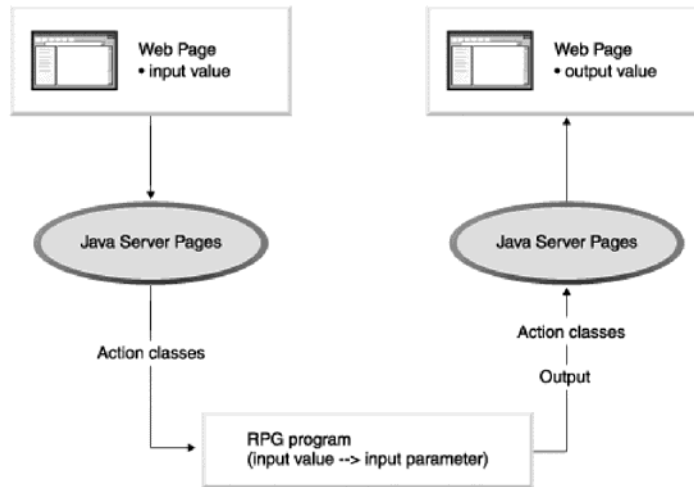 Web Page
• input value
Web Page
• output value
Java Server Pages
Java Server Pages
Action classes
Action classes
Output
RPG program
(input value --> input parameter)